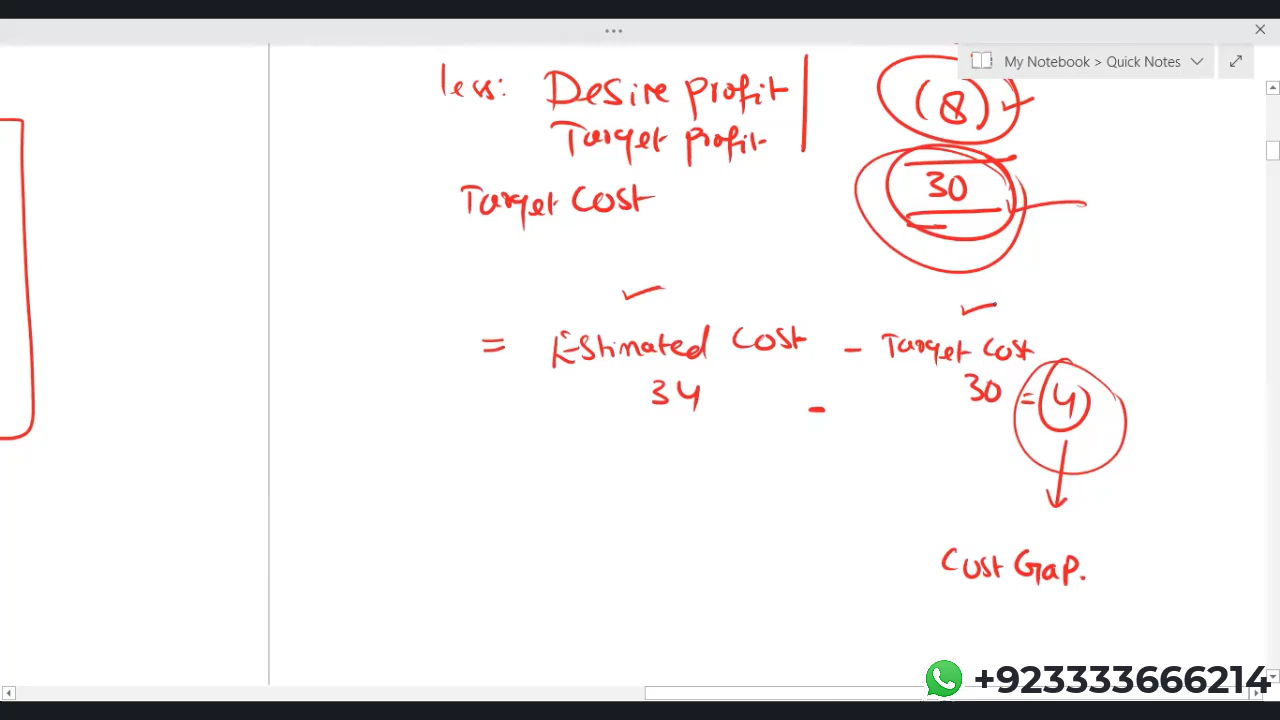 My Notebook > Quick Notes
less: Desire profit (8)
Target profit
Target Cost 30
= Estimated Cost - Target Cost
34 - 30 = 4
Cost Gap.
+923333666214